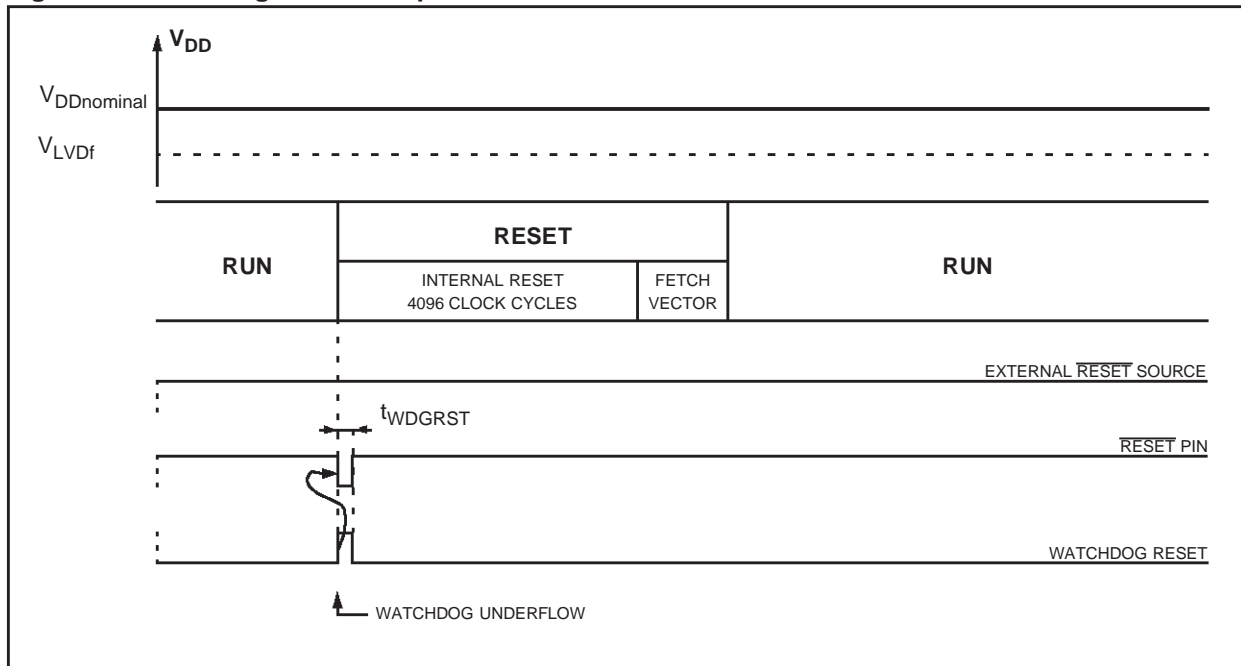 VDD
VDDnominal
VLVDf
RUN
RESET
INTERNAL RESET
4096 CLOCK CYCLES
FETCH
VECTOR
RUN
EXTERNAL RESET SOURCE
tWDGRST
RESET PIN
WATCHDOG RESET
WATCHDOG UNDERFLOW